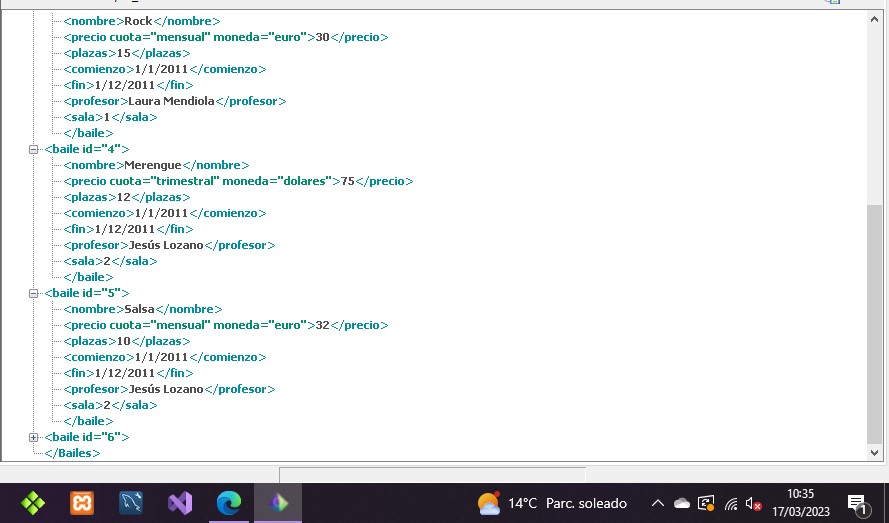 <nombre>Rock</nombre>
<precio cuota="mensual" moneda="euro">30</precio>
<plazas>15</plazas>
<comienzo>1/1/2011</comienzo>
<fin>1/12/2011</fin>
<profesor>Laura Mendiola</profesor>
<sala>1</sala>
</baile>
<baile id="4">
<nombre>Merengue</nombre>
<precio cuota="trimestral" moneda="dolares">75</precio>
<plazas>12</plazas>
<comienzo>1/1/2011</comienzo>
<fin>1/12/2011</fin>
<profesor>Jesús Lozano</profesor>
<sala>2</sala>
</baile>
<baile id="5">
<nombre>Salsa</nombre>
<precio cuota="mensual" moneda="euro">32</precio>
<plazas>10</plazas>
<comienzo>1/1/2011</comienzo>
<fin>1/12/2011</fin>
<profesor>Jesús Lozano</profesor>
<sala>2</sala>
</baile>
<baile id="6">
</Bailes>
14°C Parc. soleado
10:35
17/03/2023
1